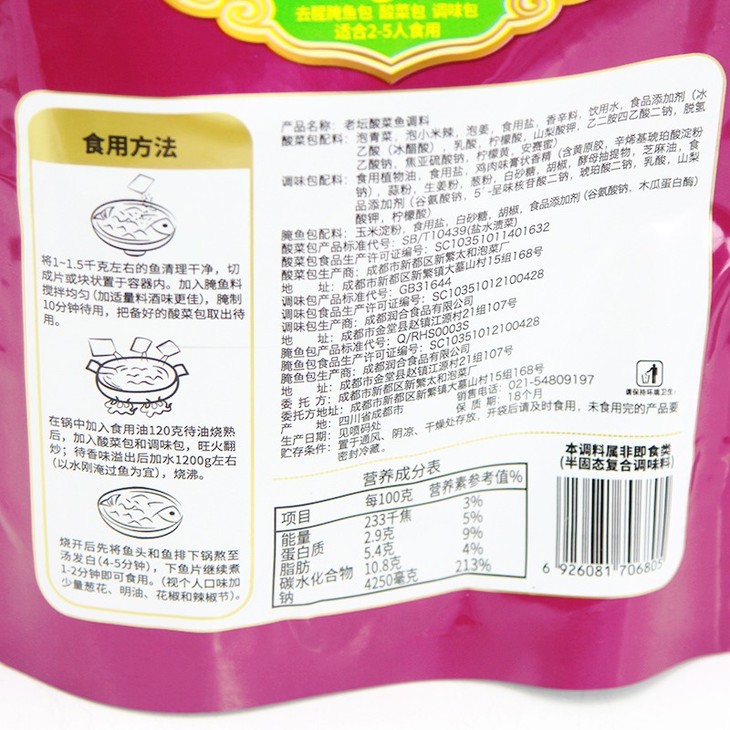 去腥腌鱼包 酸菜包 调味包
适合2-5人食用
食用方法
将1~1.5千克左右的鱼清理干净，切
成片或块状置于容器内。加入腌鱼料
搅拌均匀(加适量料酒味更佳)，腌制
10分钟待用，把备好的酸菜包取出待
用。
在锅中加入食用油120克待油烧熟
后，加入酸菜包和调味包，旺火翻
炒；待香味溢出后加水1200g左右
(以水刚淹过鱼为宜)，烧沸。
烧开后先将鱼头和鱼排下锅熬至
汤发白(4-5分钟)，下鱼片继续煮
1-2分钟即可食用。(视个人口味加
少量葱花、明油、花椒和辣椒节)。
产品名称：老坛酸菜鱼调料
酸菜包配料：泡青菜，泡小米辣，泡姜，食用盐，香辛料，饮用水，食品添加剂（冰
乙酸（冰醋酸），乳酸，柠檬酸，山梨酸钾，乙二胺四乙酸二钠，脱氢
乙酸钠，焦亚硫酸钠，柠檬黄，安赛蜜）
调味包配料：食用植物油，食用盐，鸡肉味膏状香精（含黄原胶，辛烯基琥珀酸淀粉
钠），蒜粉，生姜粉，葱粉，白砂糖，胡椒，酵母抽提物，芝麻油，食
品添加剂（谷氨酸钠，5'-呈味核苷酸二钠，琥珀酸二钠，乳酸，山梨
酸钾，柠檬酸）
腌鱼包配料：玉米淀粉，食用盐，白砂糖，胡椒，食品添加剂（谷氨酸钠，木瓜蛋白酶）
酸菜包产品标准代号：SB/T10439(盐水渍菜)
酸菜包食品生产许可证编号：SC10351011401632
酸菜包生产商：成都市新都区新繁太和泡菜厂
地 址：成都市新都区新繁镇大墓山村15组168号
调味包产品标准代号：GB31644
调味包食品生产许可证编号：SC10351012100428
调味包生产商：成都润合食品有限公司
地 址：成都市金堂县赵镇江源村21组107号
腌鱼包产品标准代号：Q/RHS0003S
腌鱼包食品生产许可证编号：SC10351012100428
腌鱼包生产商：成都润合食品有限公司
地 址：成都市金堂县赵镇江源村21组107号
委 托 方：成都市新都区新繁太和泡菜厂
委托方地址：成都市新都区新繁镇大墓山村15组168号
产 地：四川省成都市 销售电话：021-54809197
生产日期：见喷码处 保 质 期：18个月
贮存条件：置于通风、阴凉、干燥处存放，开袋后请及时食用，未食用完的产品要
密封冷藏。
请保持环境卫生
营养成分表
项目 每100克 营养素参考值%
能量 233千焦 3%
蛋白质 2.9克 5%
脂肪 5.4克 9%
碳水化合物 10.8克 4%
钠 4250毫克 213%
本调料属非即食类
(半固态复合调味料)
6 926081 706805